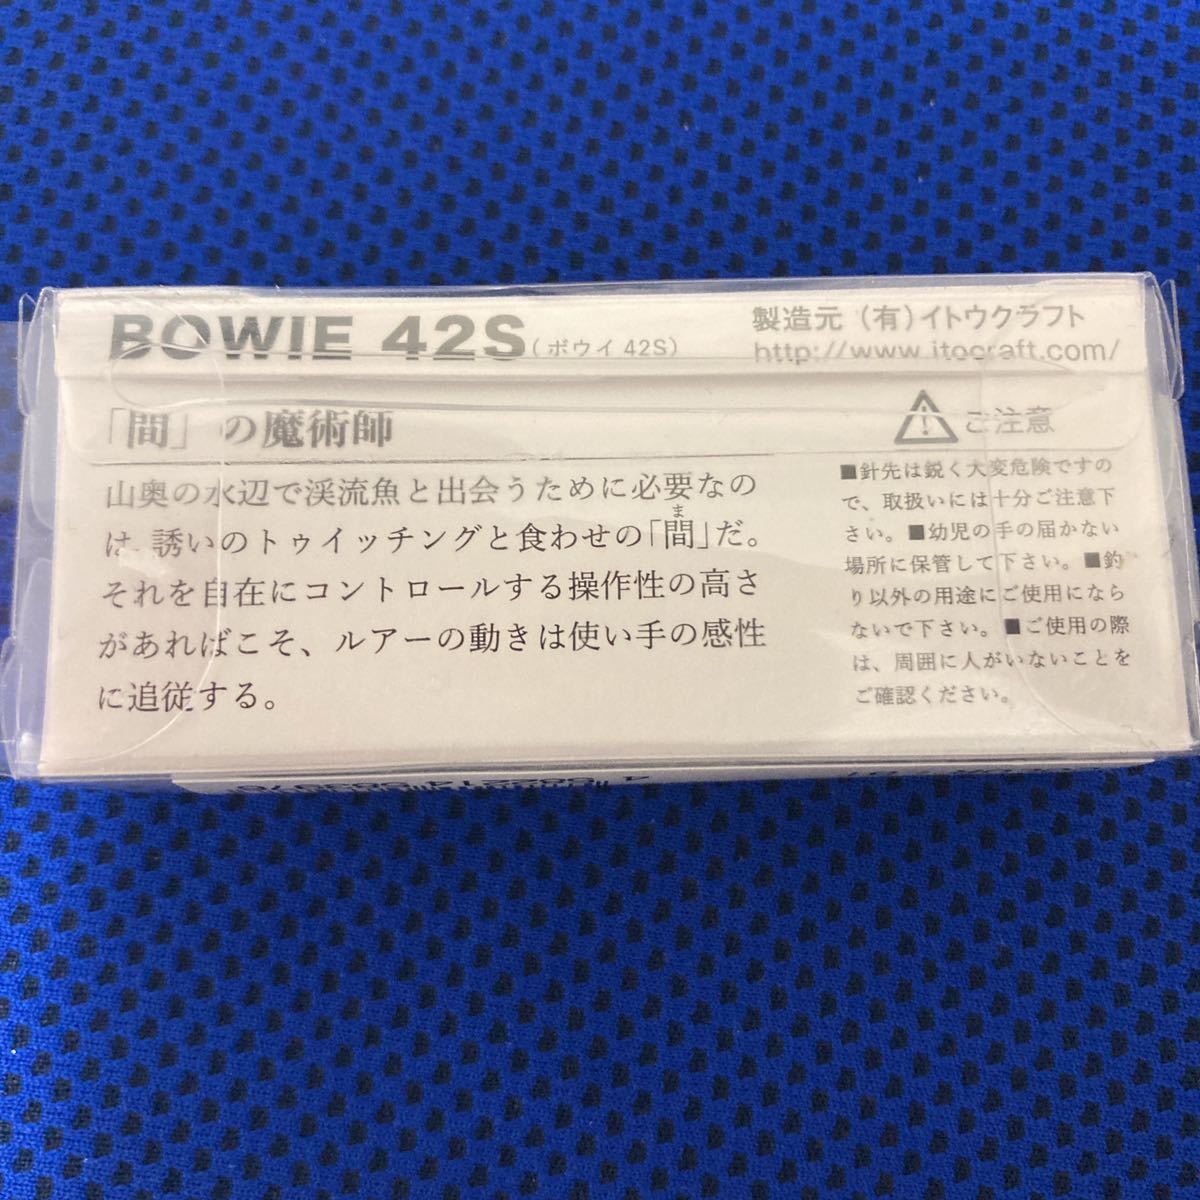 BOWIE 42S (ボウイ 42S)
製造元 (有)イトウクラフト
http://www.itocraft.com/
「間」の魔術師
山奥の水辺で渓流魚と出会うために必要なの
は、誘いのトゥイッチングと食わせの「間」だ。
ま
それを自在にコントロールする操作性の高さ
があればこそ、ルアーの動きは使い手の感性
に追従する。
ご注意
■針先は鋭く大変危険ですの
で、取扱いには十分ご注意下
さい。■幼児の手の届かない
場所に保管して下さい。■釣
り以外の用途にご使用になら
ないで下さい。■ご使用の際
は、周囲に人がいないことを
ご確認ください。